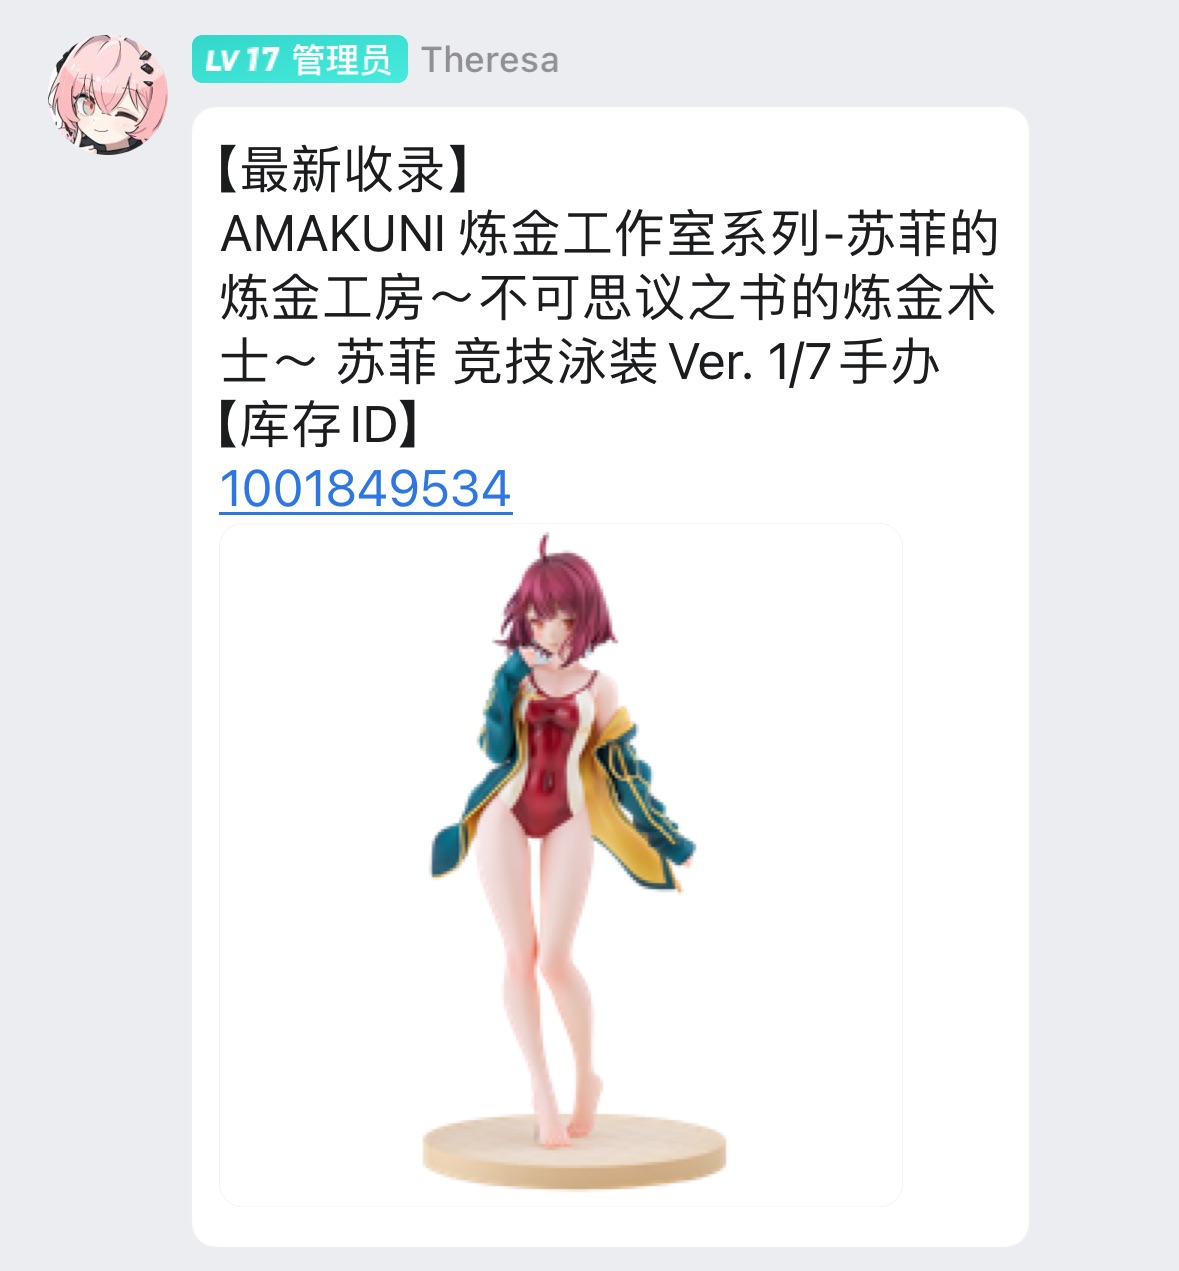 LV 17 管理员 Theresa
【最新收录】
AMAKUNI 炼金工作室系列-苏菲的
炼金工房～不可思议之书的炼金术
士～ 苏菲 竞技泳装 Ver. 1/7 手办
【库存 ID】
1001849534